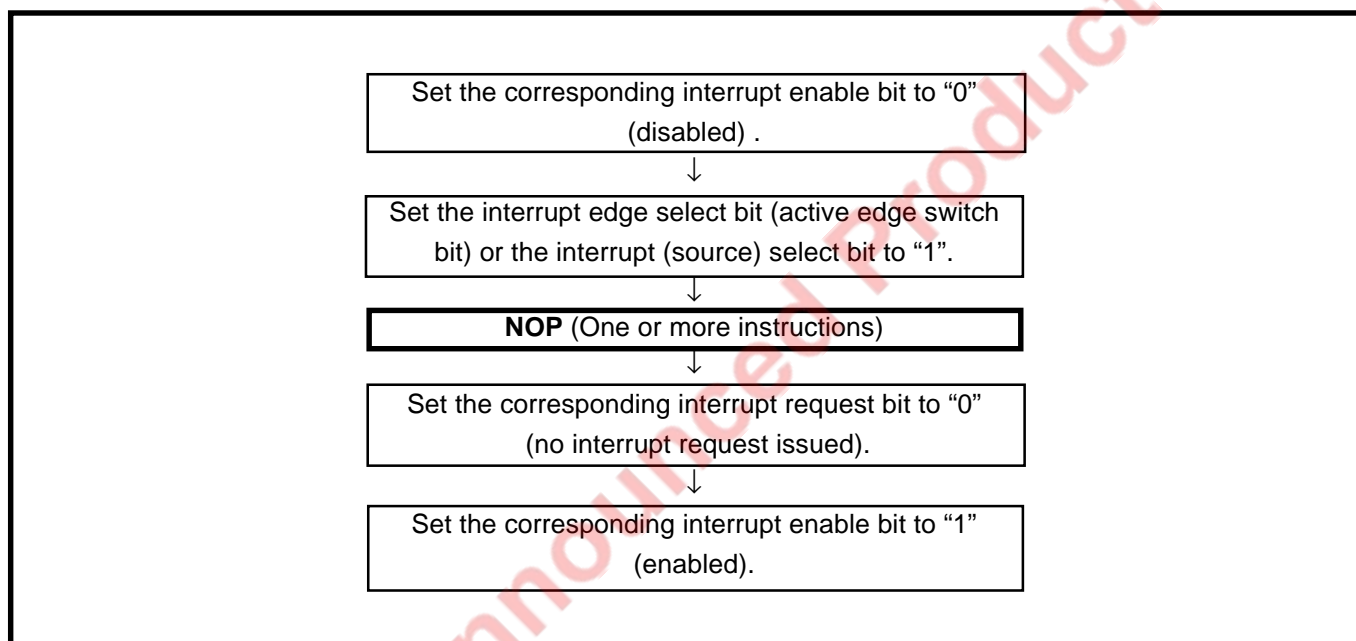 Set the corresponding interrupt enable bit to “0”
(disabled) .
↓
Set the interrupt edge select bit (active edge switch
bit) or the interrupt (source) select bit to “1”.
↓
NOP (One or more instructions)
↓
Set the corresponding interrupt request bit to “0”
(no interrupt request issued).
↓
Set the corresponding interrupt enable bit to “1”
(enabled).
nnounced Product